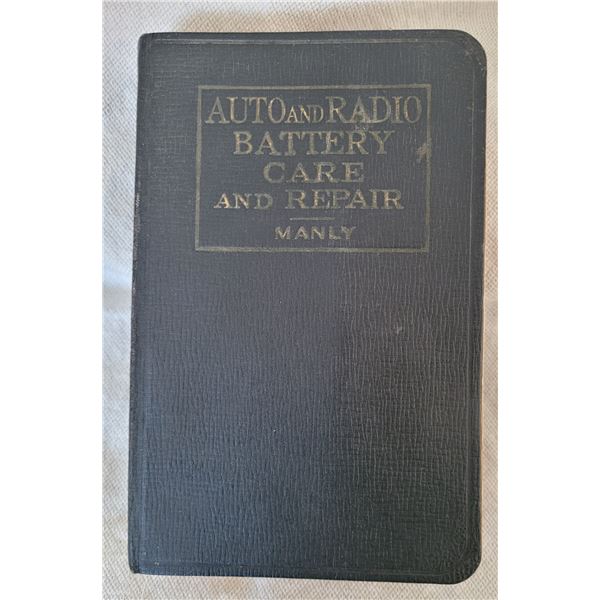 AUTO AND RADIO
BATTERY
CARE
AND REPAIR
MANLY